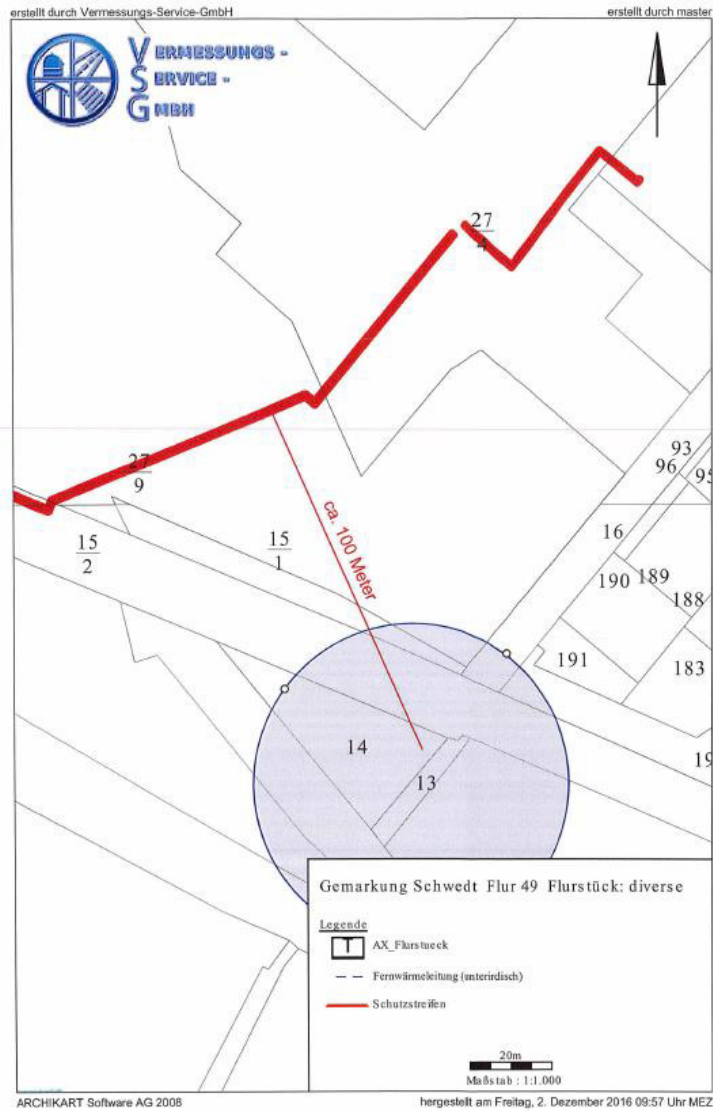 erstellt durch Vermessungs-Service-GmbH
erstellt durch master
VERMESSUNGS -
SERVICE -
GMBH
27
4
27
9
15
2
15
1
ca. 100 Meter
93
96
95
16
190
189
188
191
183
19
14
13
Gemarkung Schwedt Flur 49 Flurstück: diverse
Legende
T AX_Flurstueck
Fernwärmeleitung (unterirdisch)
Schutzstreifen
20m
Maßstab : 1:1.000
ARCHIKART Software AG 2008
hergestellt am Freitag, 2. Dezember 2016 09:57 Uhr MEZ